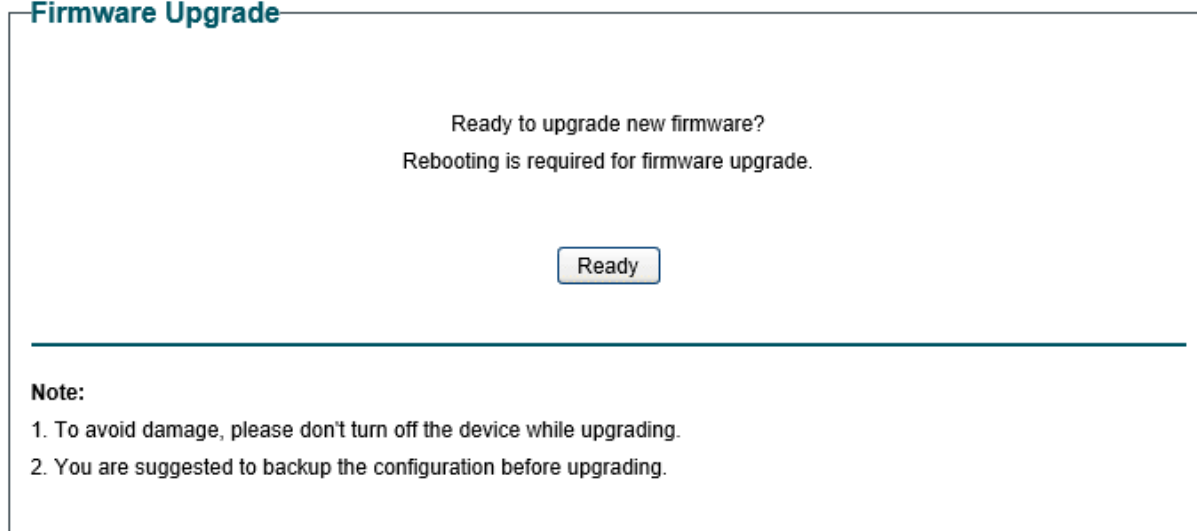 Firmware Upgrade
Ready to upgrade new firmware?
Rebooting is required for firmware upgrade.
Ready
Note:
1. To avoid damage, please don't turn off the device while upgrading.
2. You are suggested to backup the configuration before upgrading.